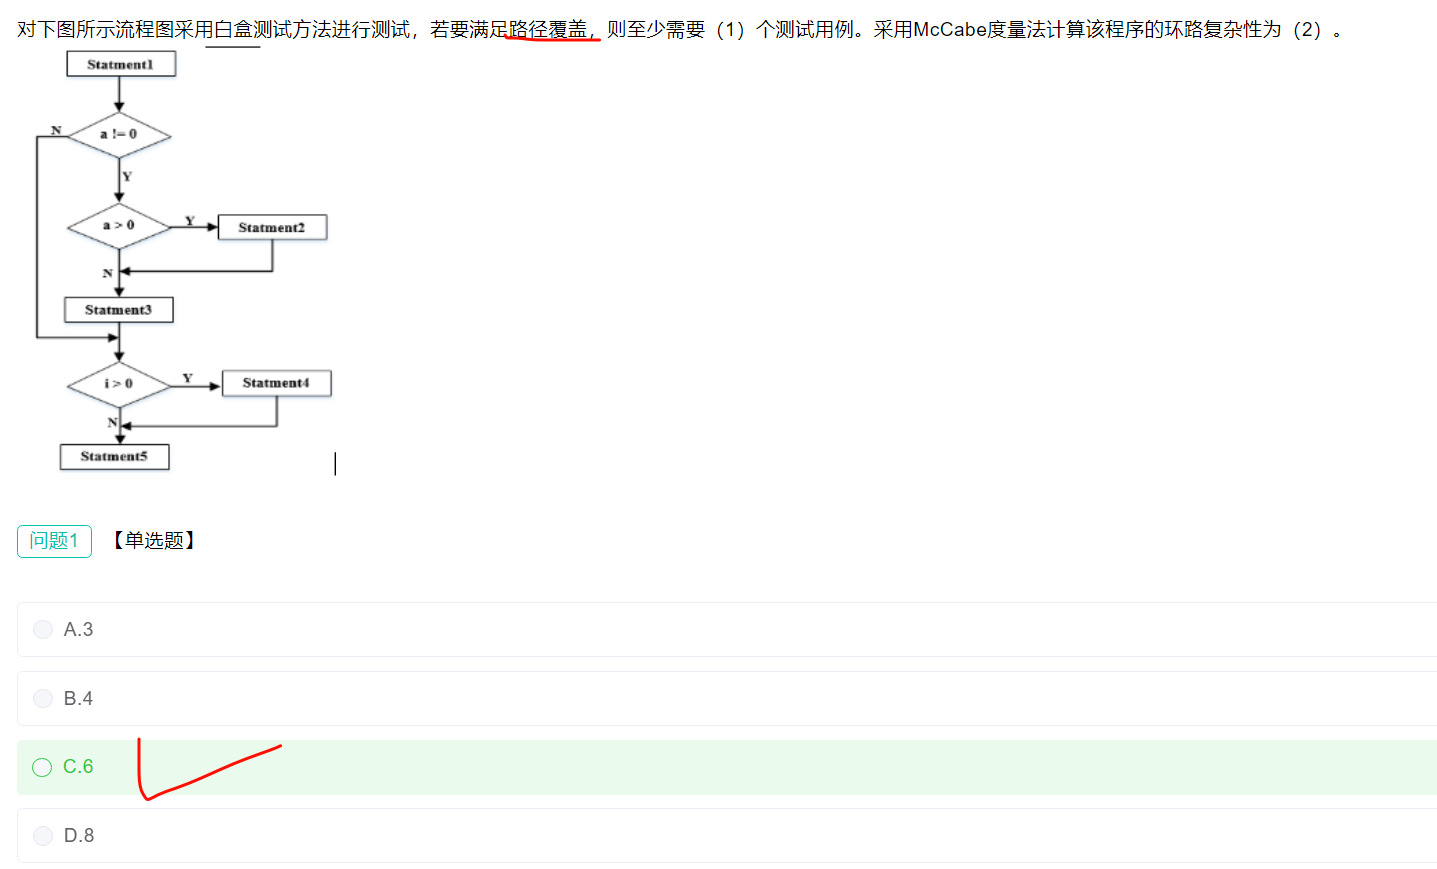 对下图所示流程图采用白盒测试方法进行测试，若要满足路径覆盖，则至少需要（1）个测试用例。采用McCabe度量法计算该程序的环路复杂性为（2）。
Statment1
N
a !=0
Y
a > 0
Y
Statment2
N
Statment3
i > 0
Y
Statment4
N
Statment5
问题1 【单选题】
A.3
B.4
C.6
D.8